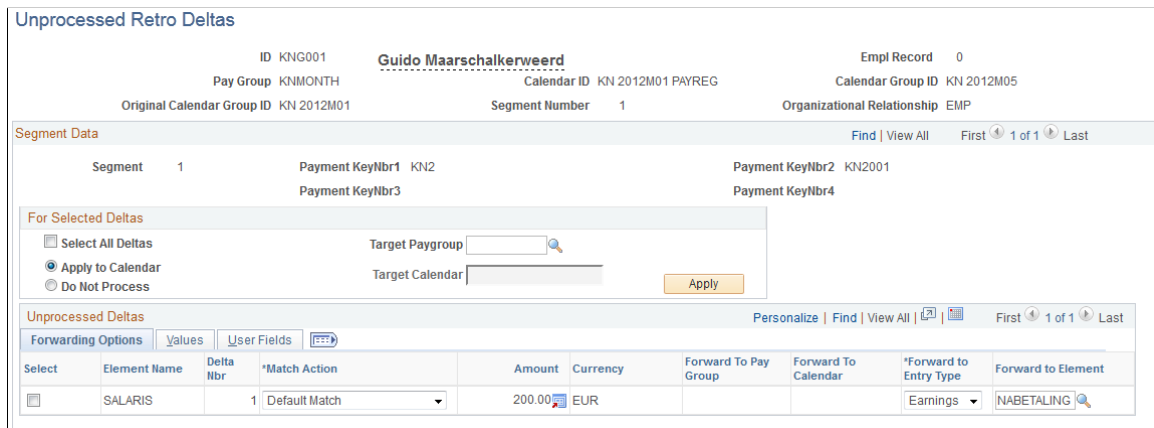 Unprocessed Retro Deltas
ID KNG001 Guido Maarschalkerweerd Empl Record 0
Pay Group KNMONTH Calendar ID KN 2012M01 PAYREG Calendar Group ID KN 2012M05
Original Calendar Group ID KN 2012M01 Segment Number 1 Organizational Relationship EMP
Segment Data Find | View All First 1 of 1 Last
Segment 1 Payment KeyNbr1 KN2 Payment KeyNbr2 KN2001
Payment KeyNbr3 Payment KeyNbr4
For Selected Deltas
Select All Deltas Target Paygroup
Apply to Calendar Target Calendar Apply
Do Not Process
Unprocessed Deltas Personalize | Find | View All | | First 1 of 1 Last
Forwarding Options Values User Fields
Select Element Name Delta Nbr *Match Action Amount Currency Forward To Pay Group Forward To Calendar *Forward to Entry Type Forward to Element
SALARIS 1 Default Match 200.00 EUR Earnings NABETALING